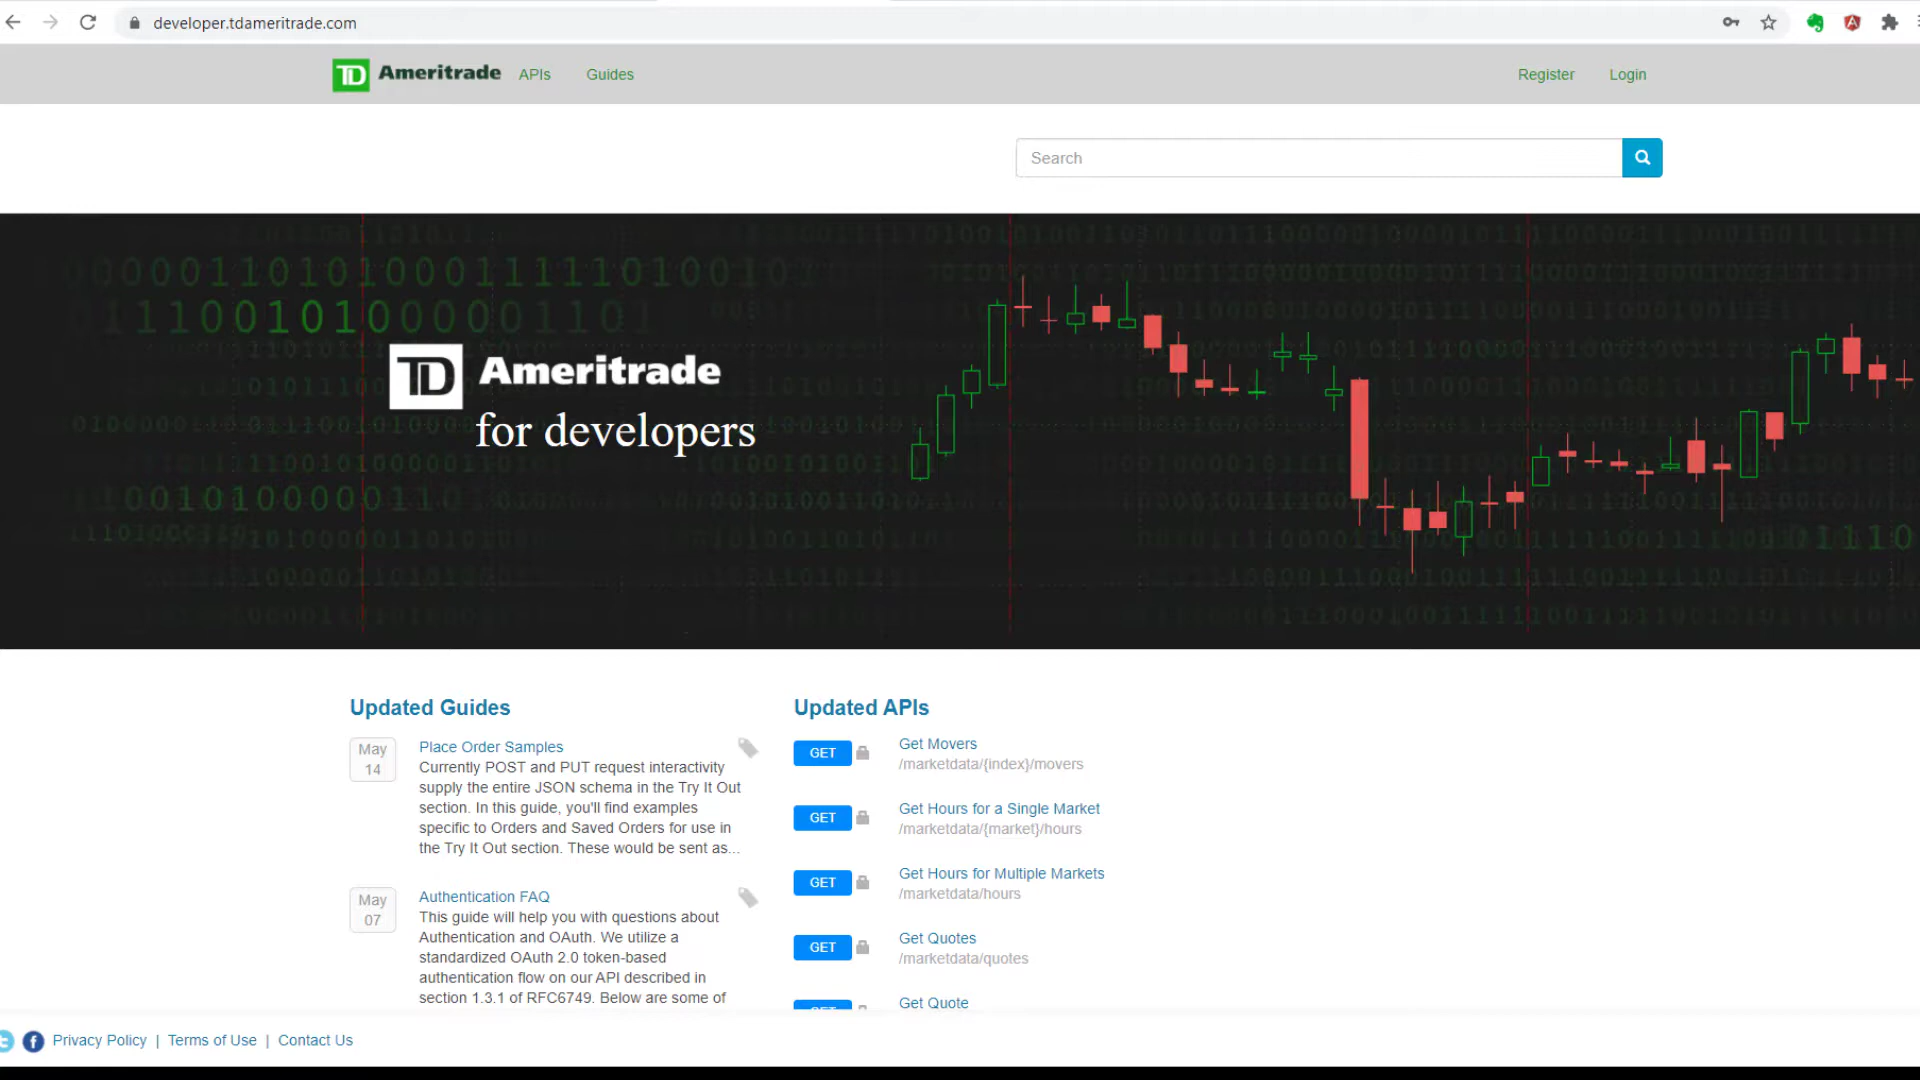 developer.tdameritrade.com
TD Ameritrade APIs Guides Register Login
Search
TD Ameritrade
for developers
Updated Guides
May
14
Place Order Samples
Currently POST and PUT request interactivity
supply the entire JSON schema in the Try It Out
section. In this guide, you'll find examples
specific to Orders and Saved Orders for use in
the Try It Out section. These would be sent as...
May
07
Authentication FAQ
This guide will help you with questions about
Authentication and OAuth. We utilize a
standardized OAuth 2.0 token-based
authentication flow on our API described in
section 1.3.1 of RFC6749. Below are some of
Updated APIs
GET Get Movers
/marketdata/{index}/movers
GET Get Hours for a Single Market
/marketdata/{market}/hours
GET Get Hours for Multiple Markets
/marketdata/hours
GET Get Quotes
/marketdata/quotes
GET Get Quote
Privacy Policy | Terms of Use | Contact Us